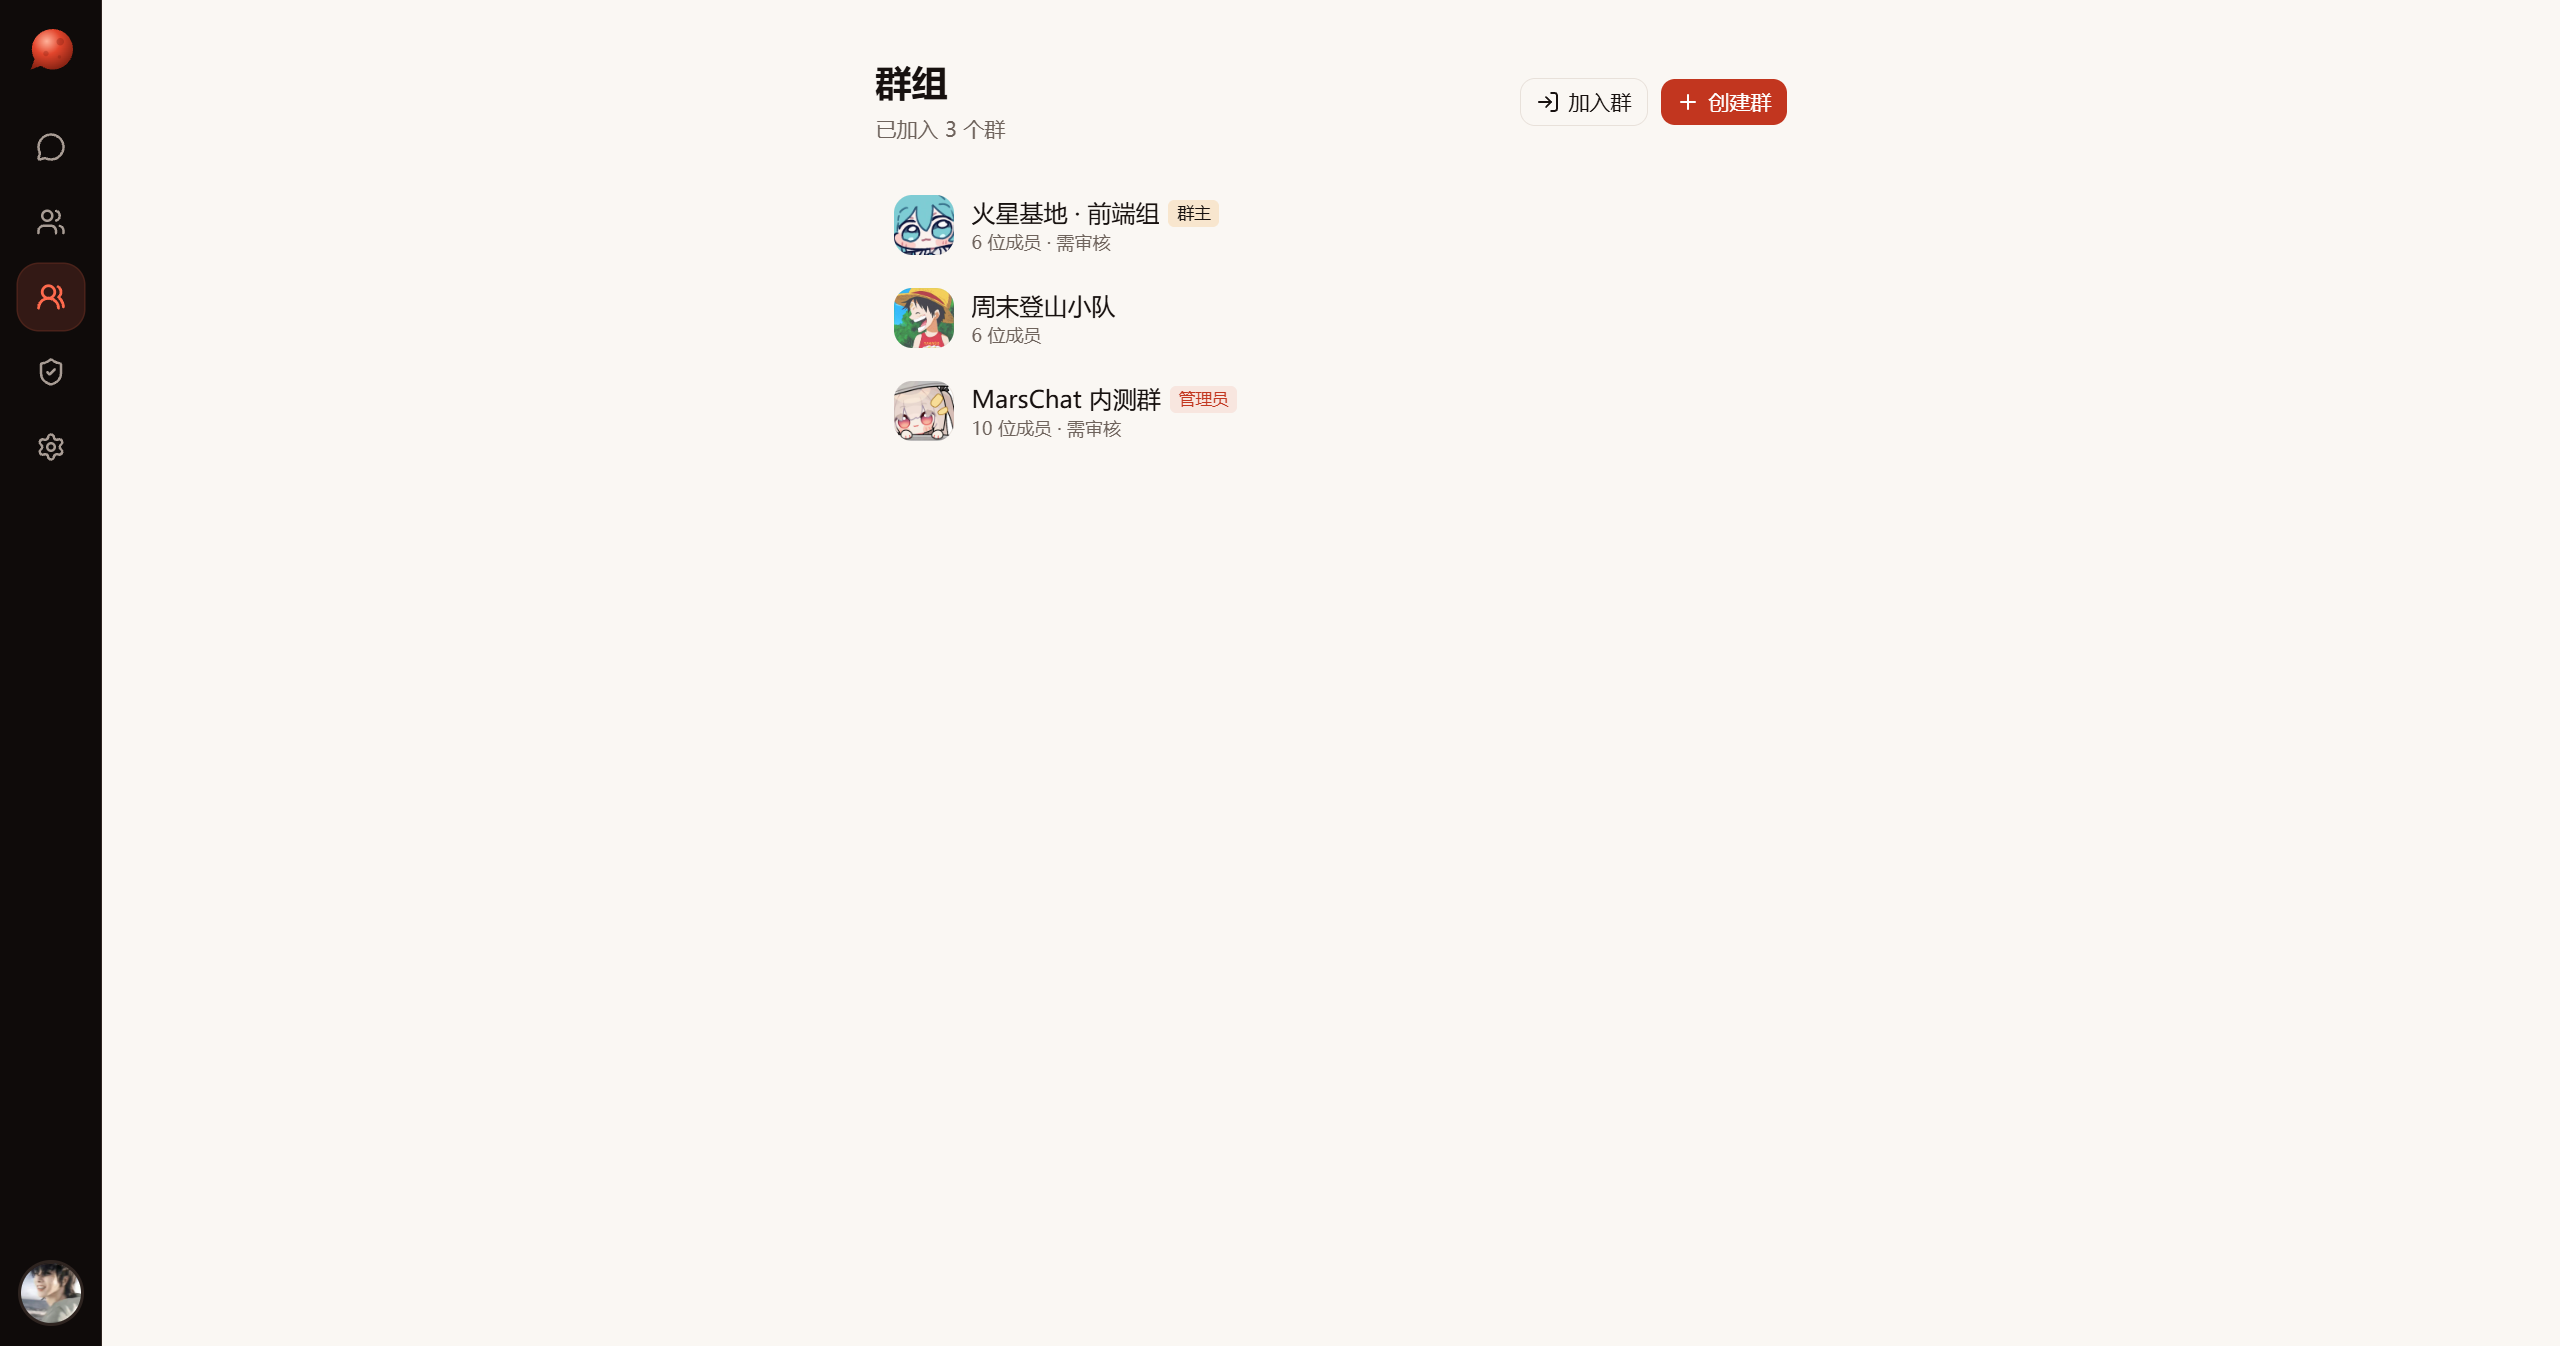 群组
已加入 3 个群
加入群
创建群
火星基地 · 前端组 群主
6 位成员 · 需审核
周末登山小队
6 位成员
MarsChat 内测群 管理员
10 位成员 · 需审核